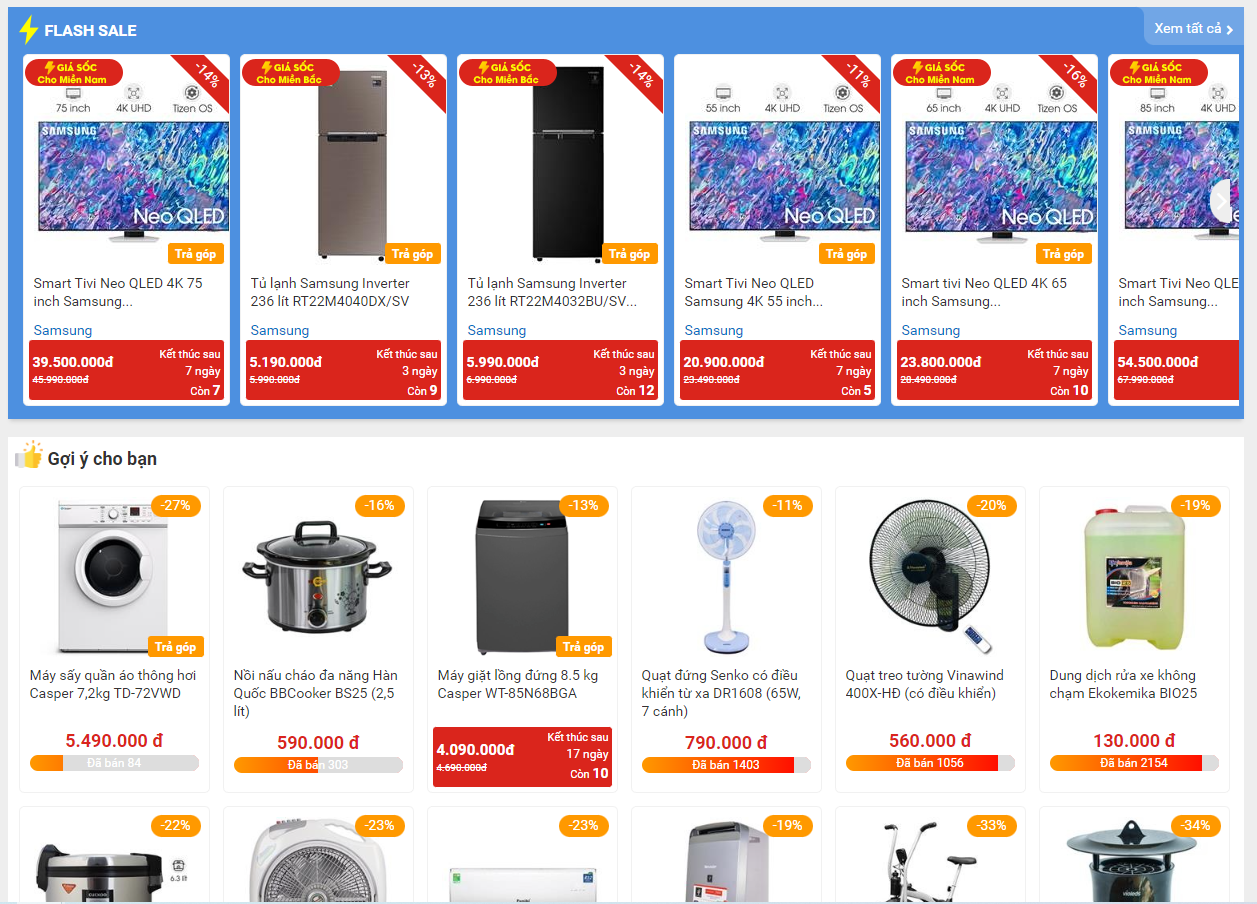 FLASH SALE
Xem tất cả
GIÁ SỐC
Cho Miền Nam
-14%
75 inch
4K UHD
Tizen OS
SAMSUNG
Neo QLED
Trả góp
Smart Tivi Neo QLED 4K 75
inch Samsung...
Samsung
39.500.000đ
45.990.000đ
Kết thúc sau
7 ngày
Còn 7
GIÁ SỐC
Cho Miền Bắc
-13%
Trả góp
Tủ lạnh Samsung Inverter
236 lít RT22M4040DX/SV
Samsung
5.190.000đ
5.990.000đ
Kết thúc sau
3 ngày
Còn 9
GIÁ SỐC
Cho Miền Bắc
-14%
Trả góp
Tủ lạnh Samsung Inverter
236 lít RT22M4032BU/SV...
Samsung
5.990.000đ
6.990.000đ
Kết thúc sau
3 ngày
Còn 12
-11%
55 inch
4K UHD
Tizen OS
SAMSUNG
Neo QLED
Trả góp
Smart Tivi Neo QLED
Samsung 4K 55 inch...
Samsung
20.900.000đ
23.490.000đ
Kết thúc sau
7 ngày
Còn 5
GIÁ SỐC
Cho Miền Nam
-16%
65 inch
4K UHD
Tizen OS
SAMSUNG
Neo QLED
Trả góp
Smart tivi Neo QLED 4K 65
inch Samsung...
Samsung
23.800.000đ
28.490.000đ
Kết thúc sau
7 ngày
Còn 10
GIÁ SỐC
Cho Miền Nam
85 inch
4K UHD
SAMSUNG
Smart Tivi Neo QLE
inch Samsung...
Samsung
54.500.000đ
67.990.000đ
Gợi ý cho bạn
-27%
Trả góp
Máy sấy quần áo thông hơi
Casper 7,2kg TD-72VWD
5.490.000 đ
Đã bán 84
-16%
Nồi nấu cháo đa năng Hàn
Quốc BBCooker BS25 (2,5
lít)
590.000 đ
Đã bán 303
-13%
Trả góp
Máy giặt lồng đứng 8.5 kg
Casper WT-85N68BGA
4.090.000đ
4.690.000đ
Kết thúc sau
17 ngày
Còn 10
-11%
Quạt đứng Senko có điều
khiển từ xa DR1608 (65W,
7 cánh)
790.000 đ
Đã bán 1403
-20%
Quạt treo tường Vinawind
400X-HĐ (có điều khiển)
560.000 đ
Đã bán 1056
-19%
Dung dịch rửa xe không
chạm Ekokemika BIO25
130.000 đ
Đã bán 2154
-22%
6.3 lít
-23%
-23%
-19%
-33%
-34%